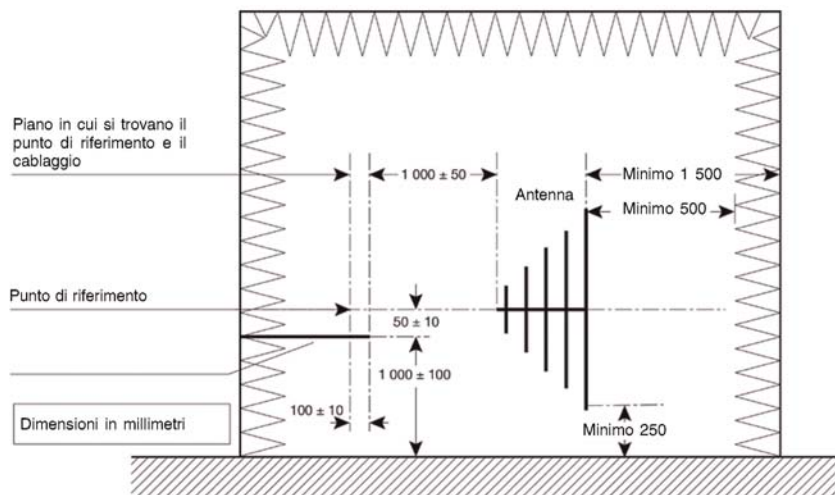 Piano in cui si trovano il
punto di riferimento e il
cablaggio
1 000 ± 50
Minimo 1 500
Antenna
Minimo 500
Punto di riferimento
50 ± 10
1 000 ± 100
Dimensioni in millimetri
100 ± 10
Minimo 250